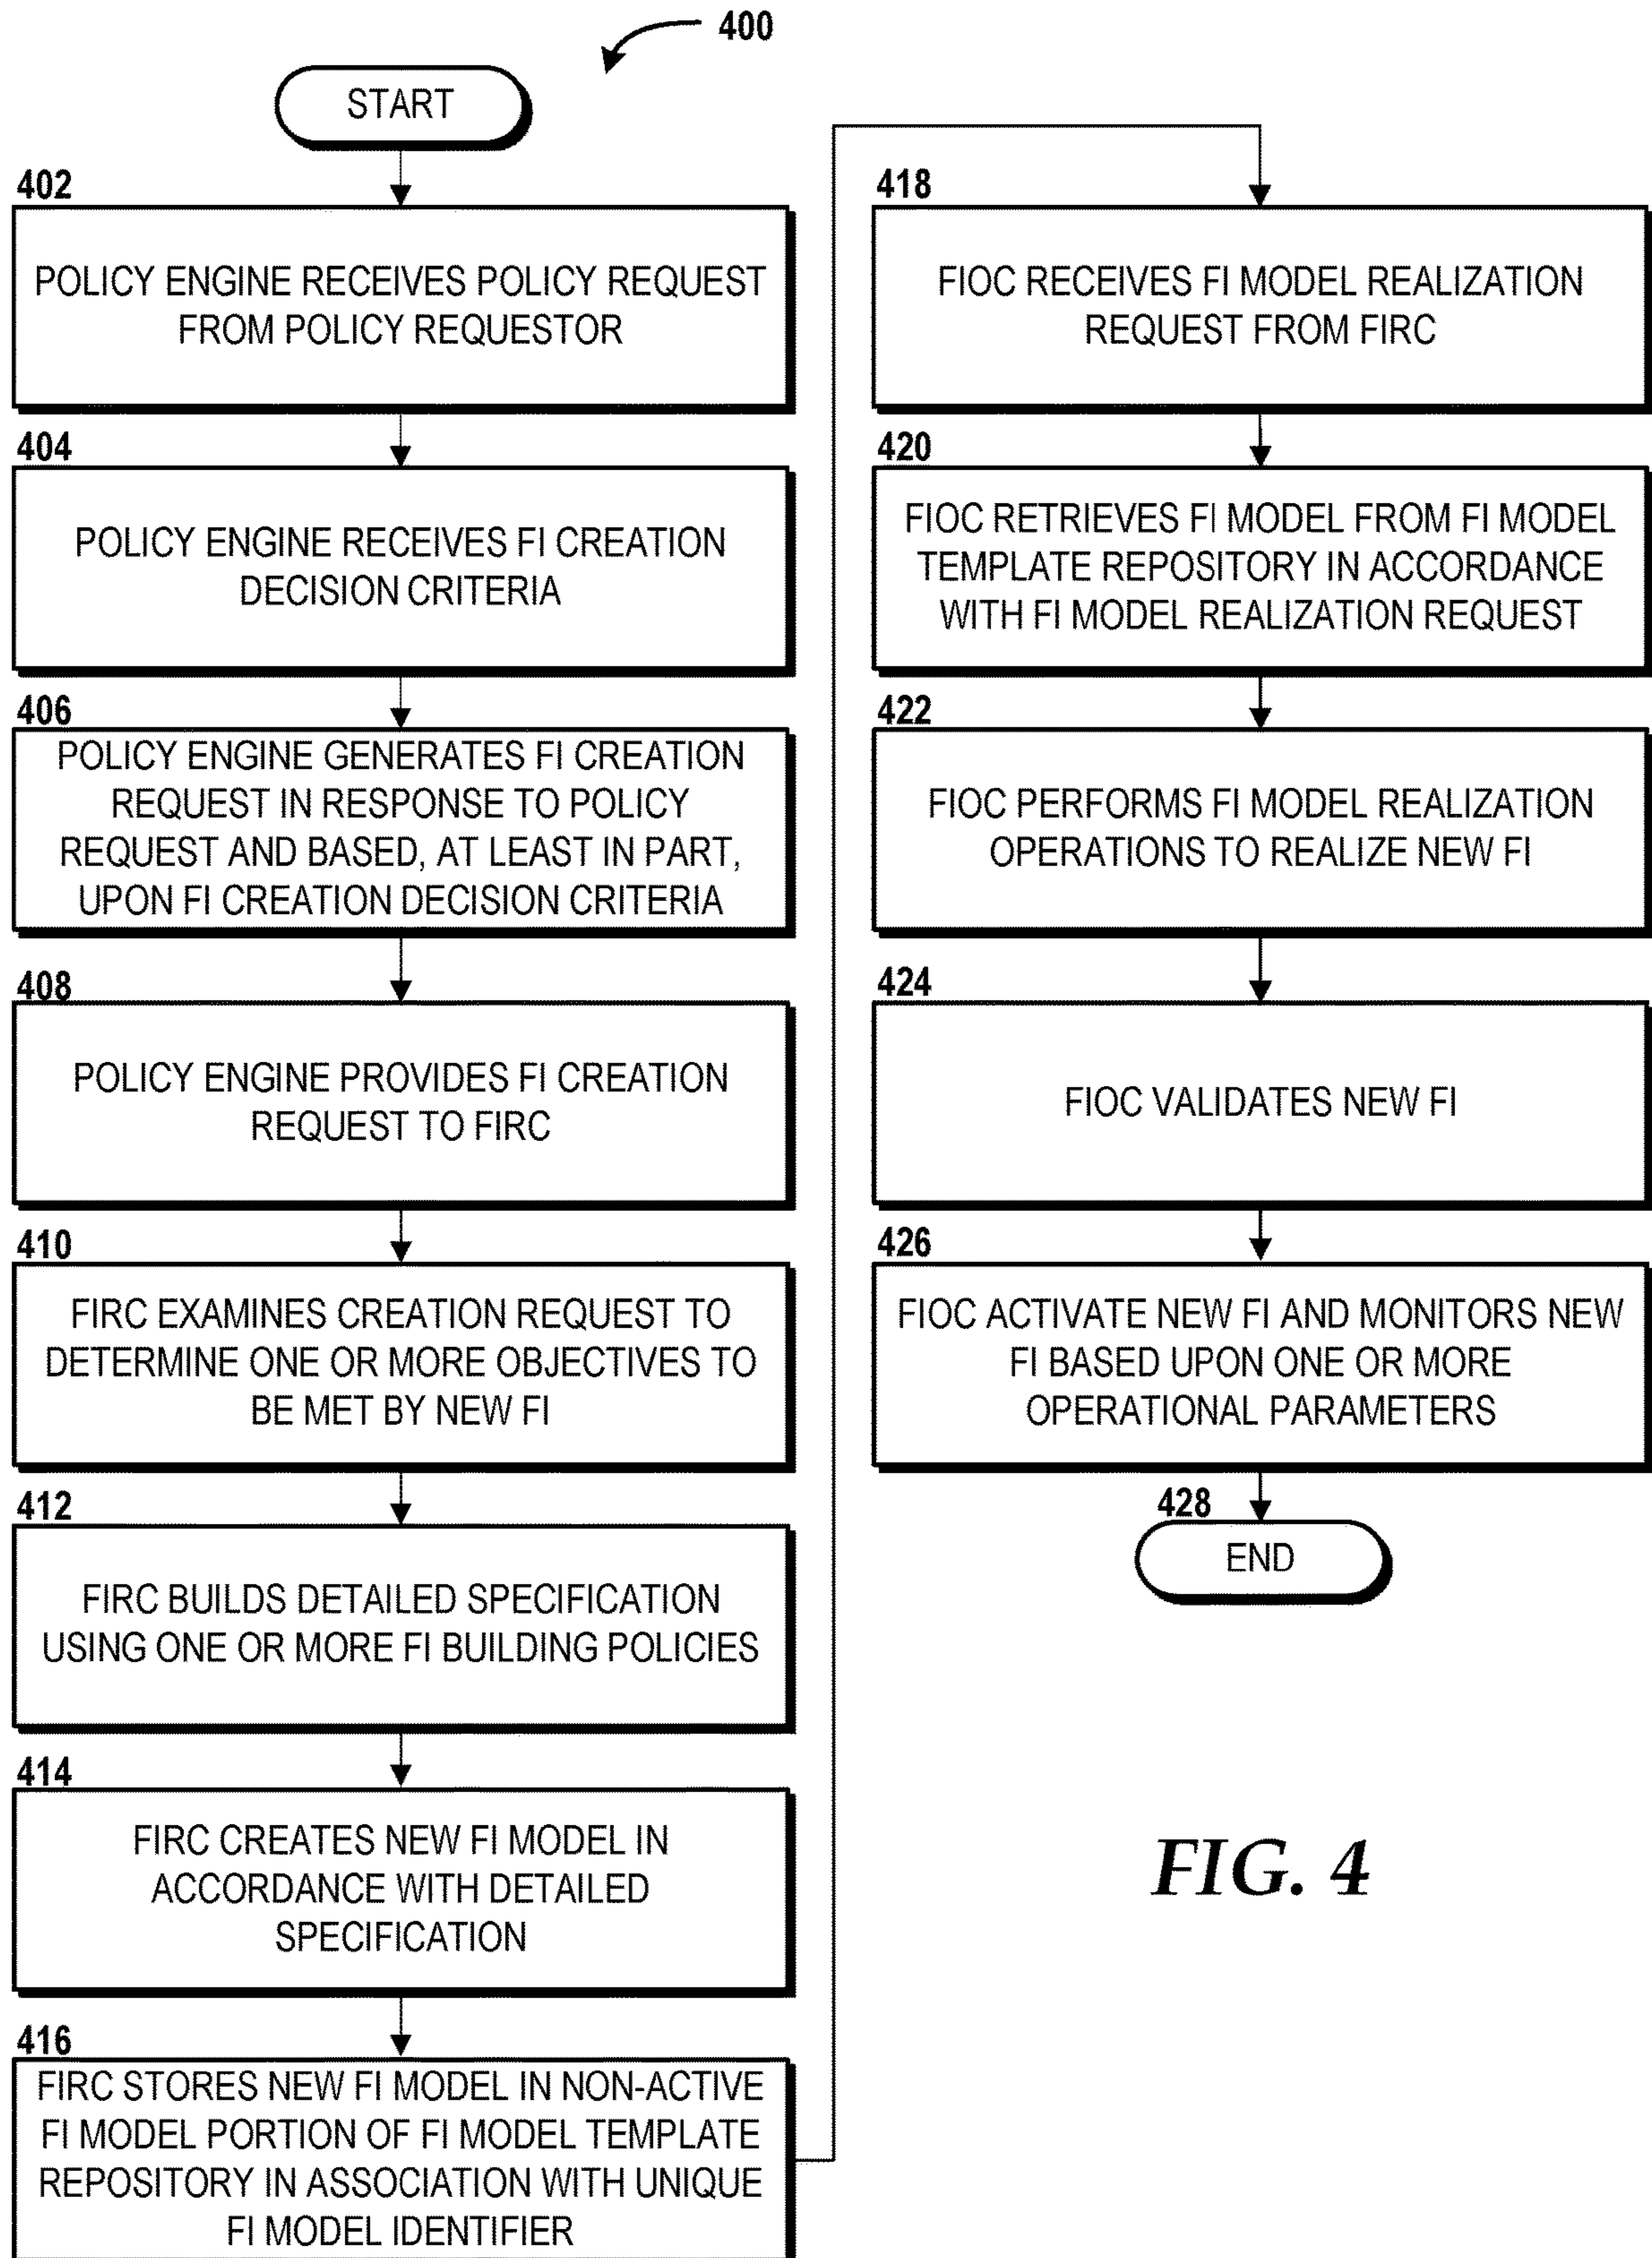 400
START
402
POLICY ENGINE RECEIVES POLICY REQUEST
FROM POLICY REQUESTOR
404
POLICY ENGINE RECEIVES FI CREATION
DECISION CRITERIA
406
POLICY ENGINE GENERATES FI CREATION
REQUEST IN RESPONSE TO POLICY
REQUEST AND BASED, AT LEAST IN PART,
UPON FI CREATION DECISION CRITERIA
408
POLICY ENGINE PROVIDES FI CREATION
REQUEST TO FIRC
410
FIRC EXAMINES CREATION REQUEST TO
DETERMINE ONE OR MORE OBJECTIVES TO
BE MET BY NEW FI
412
FIRC BUILDS DETAILED SPECIFICATION
USING ONE OR MORE FI BUILDING POLICIES
414
FIRC CREATES NEW FI MODEL IN
ACCORDANCE WITH DETAILED
SPECIFICATION
416
FIRC STORES NEW FI MODEL IN NON-ACTIVE
FI MODEL PORTION OF FI MODEL TEMPLATE
REPOSITORY IN ASSOCIATION WITH UNIQUE
FI MODEL IDENTIFIER
418
FIOC RECEIVES FI MODEL REALIZATION
REQUEST FROM FIRC
420
FIOC RETRIEVES FI MODEL FROM FI MODEL
TEMPLATE REPOSITORY IN ACCORDANCE
WITH FI MODEL REALIZATION REQUEST
422
FIOC PERFORMS FI MODEL REALIZATION
OPERATIONS TO REALIZE NEW FI
424
FIOC VALIDATES NEW FI
426
FIOC ACTIVATE NEW FI AND MONITORS NEW
FI BASED UPON ONE OR MORE
OPERATIONAL PARAMETERS
428
END
FIG. 4